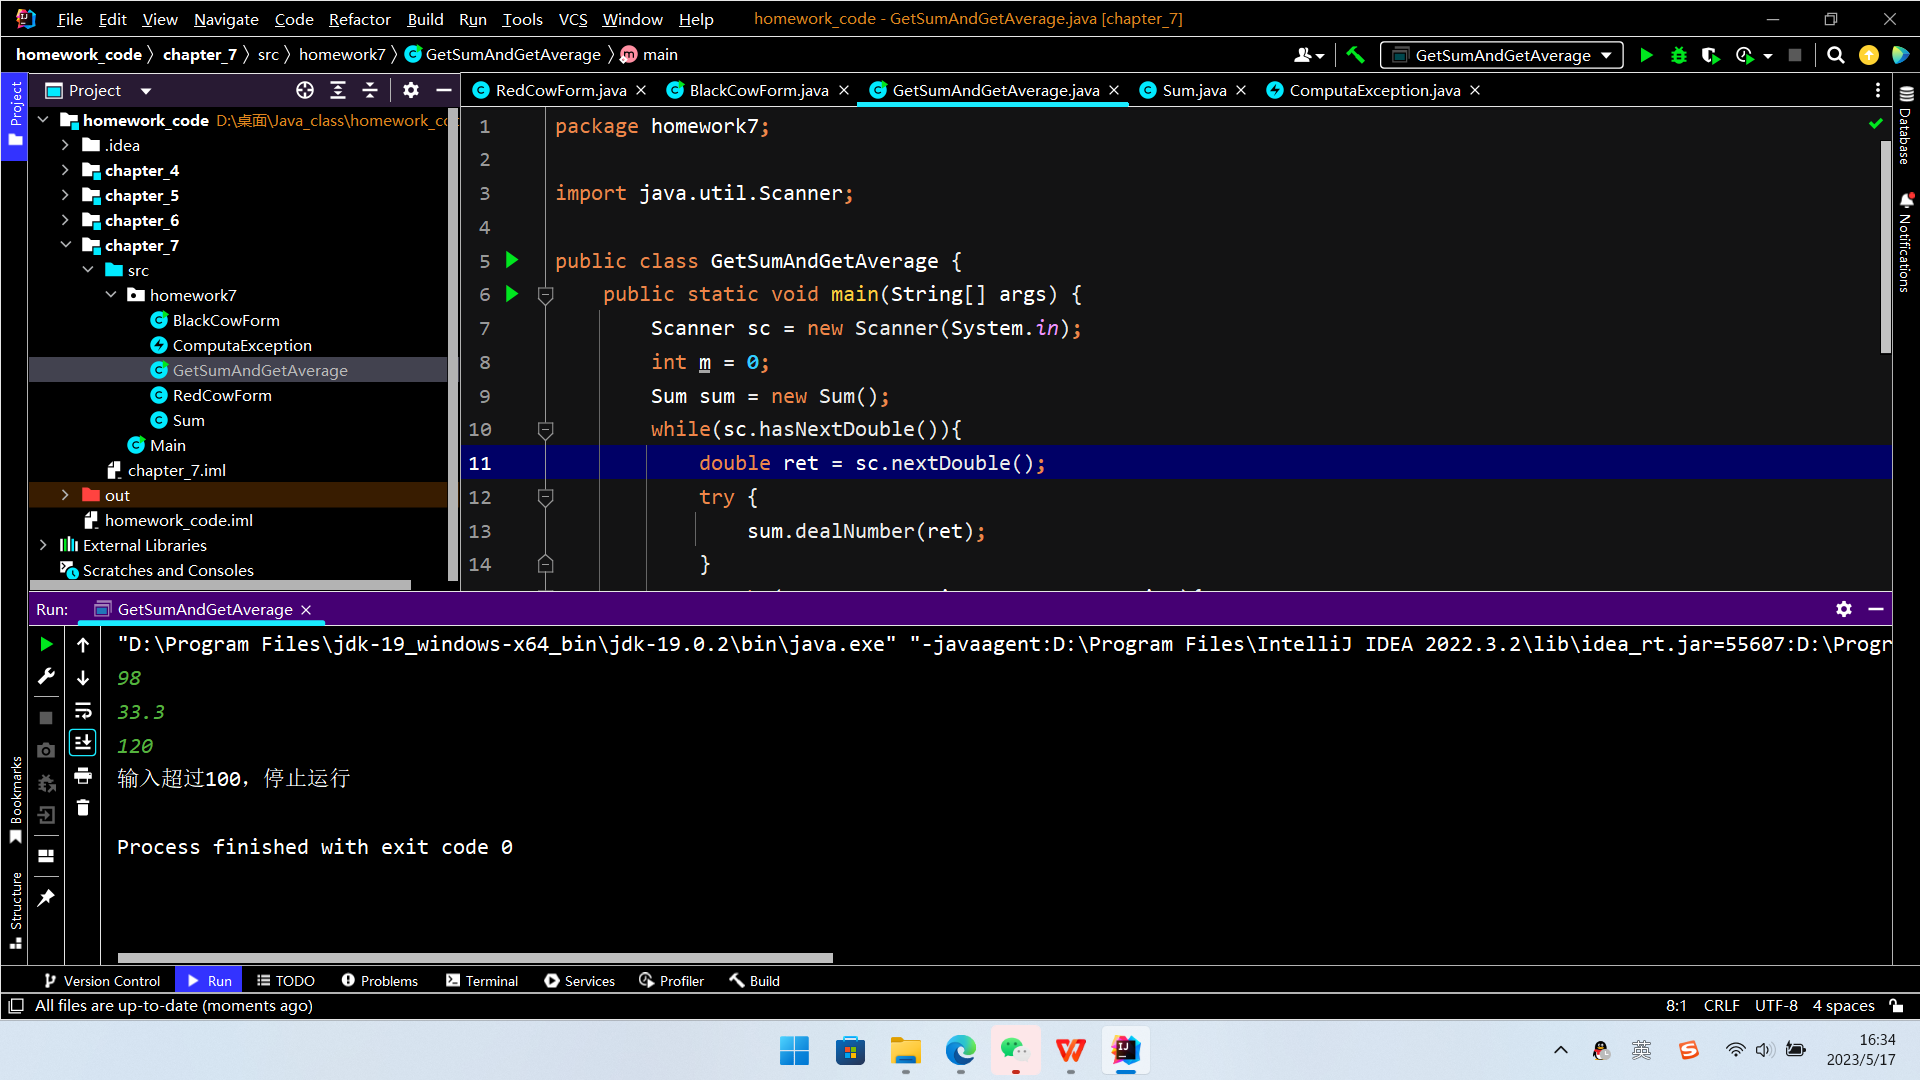 File Edit View Navigate Code Refactor Build Run Tools VCS Window Help homework_code - GetSumAndGetAverage.java [chapter_7]
homework_code chapter_7 src homework7 GetSumAndGetAverage main GetSumAndGetAverage
Project
RedCowForm.java BlackCowForm.java GetSumAndGetAverage.java Sum.java ComputaException.java
homework_code D:\桌面\Java_class\homework_co
.idea
chapter_4
chapter_5
chapter_6
chapter_7
src
homework7
BlackCowForm
ComputaException
GetSumAndGetAverage
RedCowForm
Sum
Main
chapter_7.iml
out
homework_code.iml
External Libraries
Scratches and Consoles
1 package homework7;
2
3 import java.util.Scanner;
4
5 public class GetSumAndGetAverage {
6 public static void main(String[] args) {
7 Scanner sc = new Scanner(System.in);
8 int m = 0;
9 Sum sum = new Sum();
10 while(sc.hasNextDouble()){
11 double ret = sc.nextDouble();
12 try {
13 sum.dealNumber(ret);
14 }
Project
Bookmarks
Structure
Database
Notifications
Run: GetSumAndGetAverage
"D:\Program Files\jdk-19_windows-x64_bin\jdk-19.0.2\bin\java.exe" "-javaagent:D:\Program Files\IntelliJ IDEA 2022.3.2\lib\idea_rt.jar=55607:D:\Progr
98
33.3
120
输入超过100，停止运行
Process finished with exit code 0
Version Control Run TODO Problems Terminal Services Profiler Build
All files are up-to-date (moments ago) 8:1 CRLF UTF-8 4 spaces
英 16:34
2023/5/17